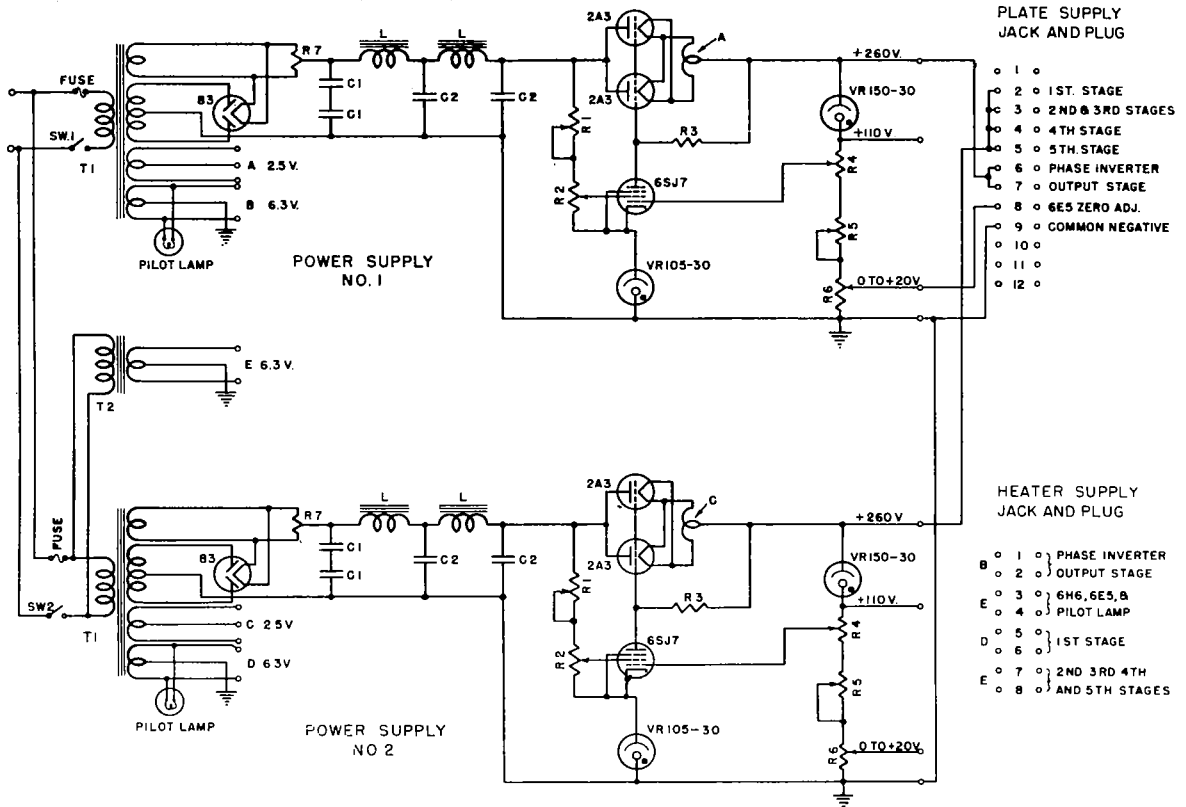 PLATE SUPPLY
JACK AND PLUG
1
2 1ST. STAGE
3 2ND & 3RD STAGES
4 4TH STAGE
5 5TH. STAGE
6 PHASE INVERTER
7 OUTPUT STAGE
8 6E5 ZERO ADJ.
9 COMMON NEGATIVE
10
11
12
FUSE
SW.1
T1
83
R7
L
L
C1
C1
C2
C2
A 2.5V.
B 6.3V.
PILOT LAMP
POWER SUPPLY
NO. 1
2A3
2A3
A
R1
R2
R3
6SJ7
VR105-30
+260V.
VR150-30
+110V
R4
R5
R6
0 TO +20V
T2
E 6.3V.
FUSE
SW2
T1
83
R7
L
L
C1
C1
C2
C2
C 25V
D 63V
PILOT LAMP
POWER SUPPLY
NO 2
2A3
2A3
C
R1
R2
R3
6SJ7
VR105-30
+260V
VR150-30
+110V.
R4
R5
R6
0 TO +20V
HEATER SUPPLY
JACK AND PLUG
B
1 PHASE INVERTER
2 OUTPUT STAGE
E
3 6H6, 6E5, &
4 PILOT LAMP
D
5
6
1ST STAGE
E
7 2ND 3RD 4TH
8 AND 5TH STAGES